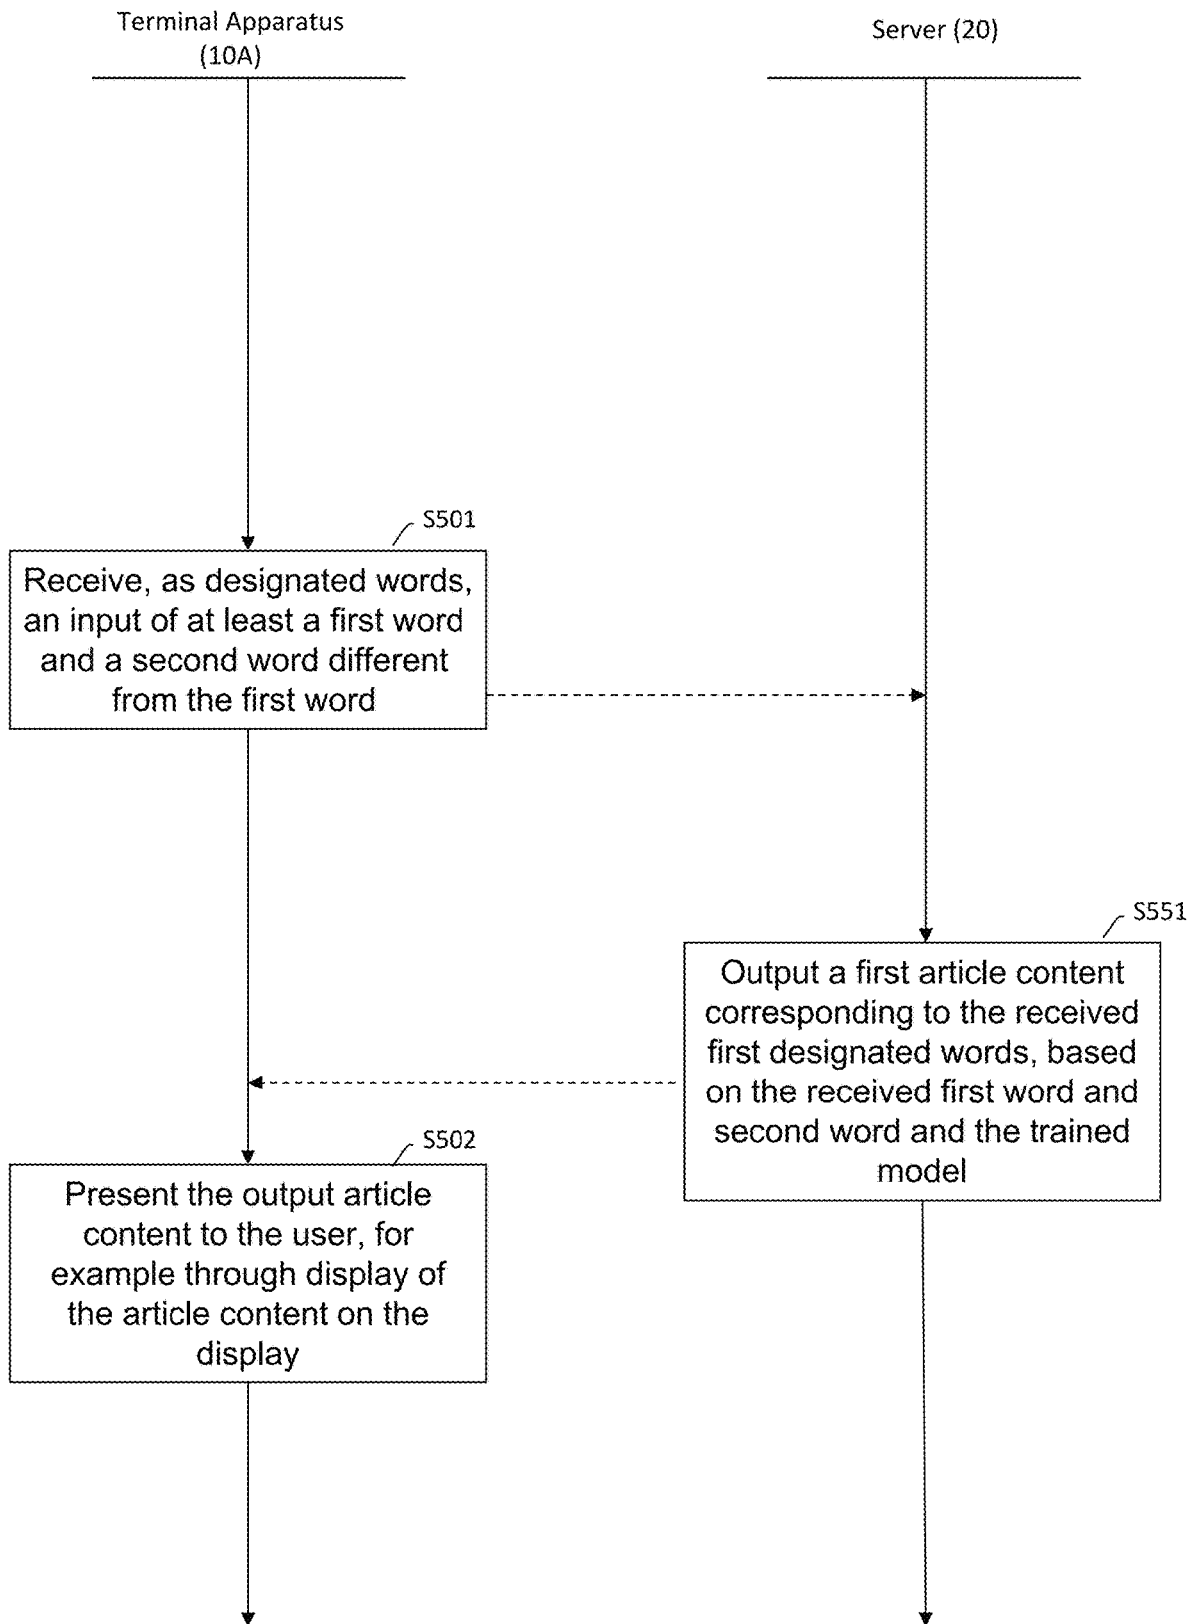 Terminal Apparatus
(10A)
Server (20)
S501
Receive, as designated words,
an input of at least a first word
and a second word different
from the first word
S551
Output a first article content
corresponding to the received
first designated words, based
on the received first word and
second word and the trained
model
S502
Present the output article
content to the user, for
example through display of
the article content on the
display